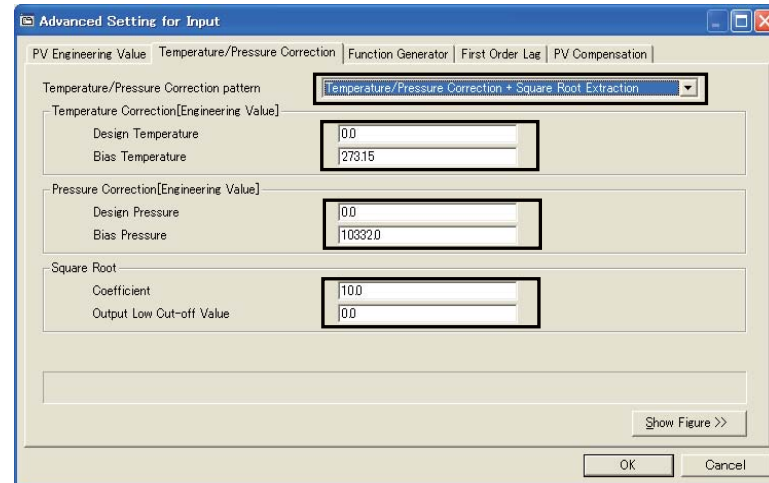 Advanced Setting for Input
PV Engineering Value Temperature/Pressure Correction Function Generator First Order Lag PV Compensation
Temperature/Pressure Correction pattern Temperature/Pressure Correction + Square Root Extraction
Temperature Correction[Engineering Value]
Design Temperature 0.0
Bias Temperature 273.15
Pressure Correction[Engineering Value]
Design Pressure 0.0
Bias Pressure 10332.0
Square Root
Coefficient 10.0
Output Low Cut-off Value 0.0
Show Figure >>
OK Cancel